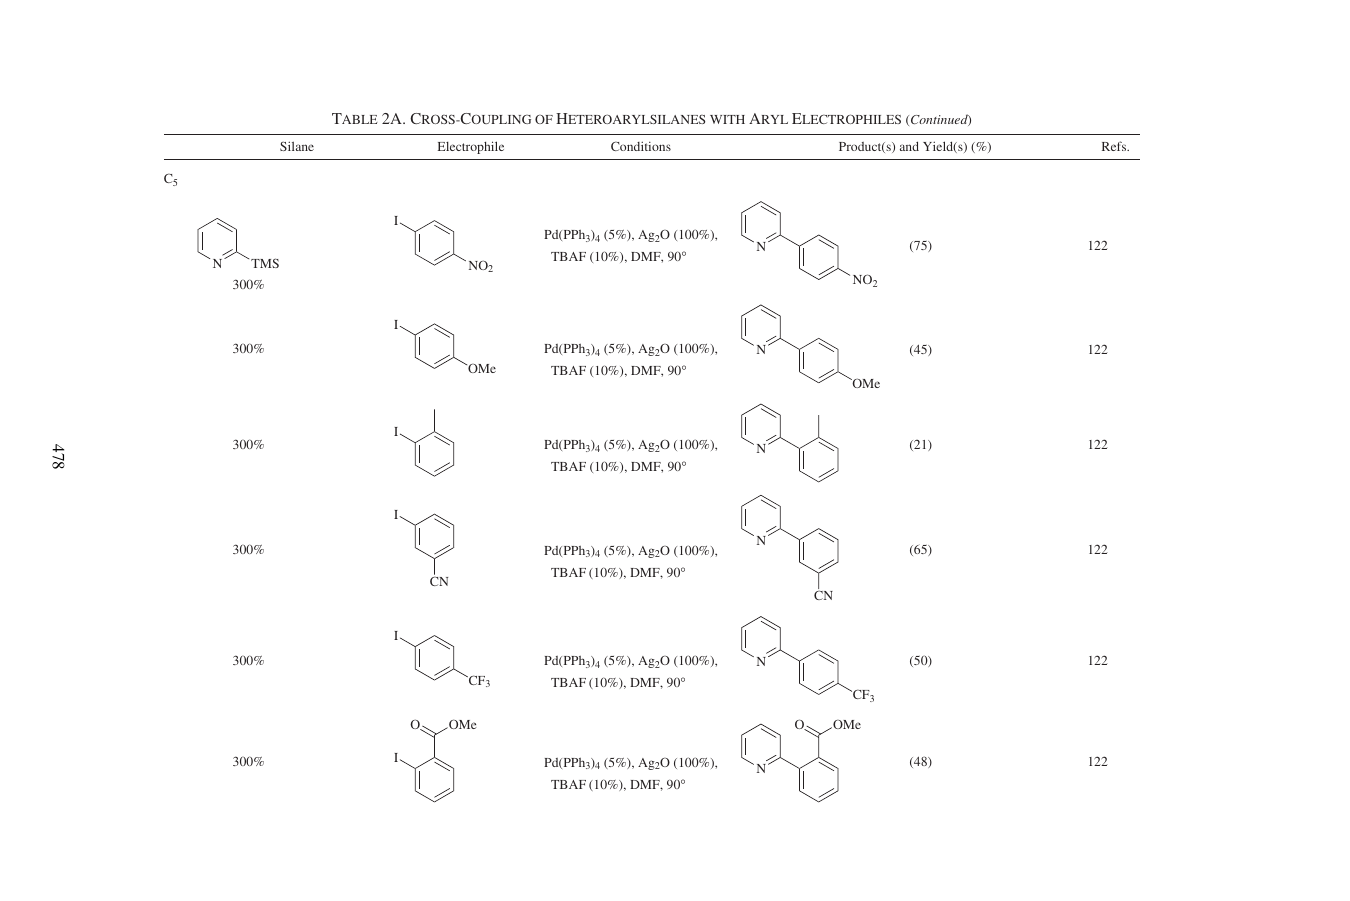 TABLE 2A. CROSS-COUPLING OF HETEROARYLSILANES WITH ARYL ELECTROPHILES (Continued)
Silane Electrophile Conditions Product(s) and Yield(s) (%) Refs.
C5
N
TMS
300%
I
NO2
Pd(PPh3)4 (5%), Ag2O (100%),
TBAF (10%), DMF, 90°
N
NO2
(75)
122
300%
I
OMe
Pd(PPh3)4 (5%), Ag2O (100%),
TBAF (10%), DMF, 90°
N
OMe
(45)
122
300%
I
Pd(PPh3)4 (5%), Ag2O (100%),
TBAF (10%), DMF, 90°
N
(21)
122
300%
I
CN
Pd(PPh3)4 (5%), Ag2O (100%),
TBAF (10%), DMF, 90°
N
CN
(65)
122
300%
I
CF3
Pd(PPh3)4 (5%), Ag2O (100%),
TBAF (10%), DMF, 90°
N
CF3
(50)
122
300%
O OMe
I
Pd(PPh3)4 (5%), Ag2O (100%),
TBAF (10%), DMF, 90°
O OMe
N
(48)
122
478